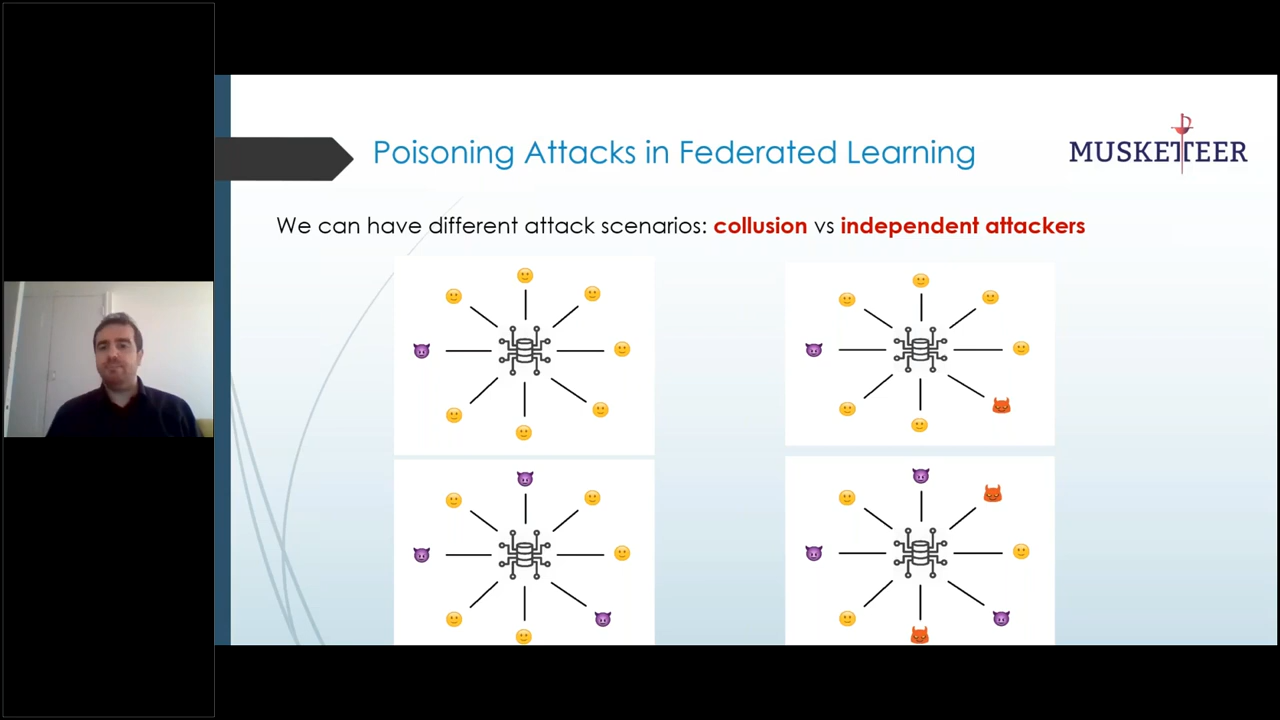 Poisoning Attacks in Federated Learning
MUSKETEER
We can have different attack scenarios: collusion vs independent attackers